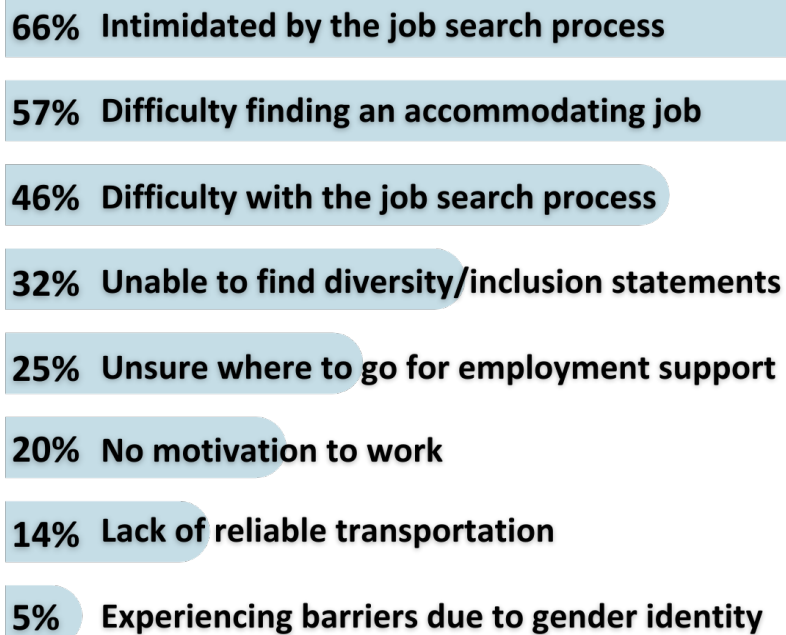 66% Intimidated by the job search process
57% Difficulty finding an accommodating job
46% Difficulty with the job search process
32% Unable to find diversity/inclusion statements
25% Unsure where to go for employment support
20% No motivation to work
14% Lack of reliable transportation
5% Experiencing barriers due to gender identity